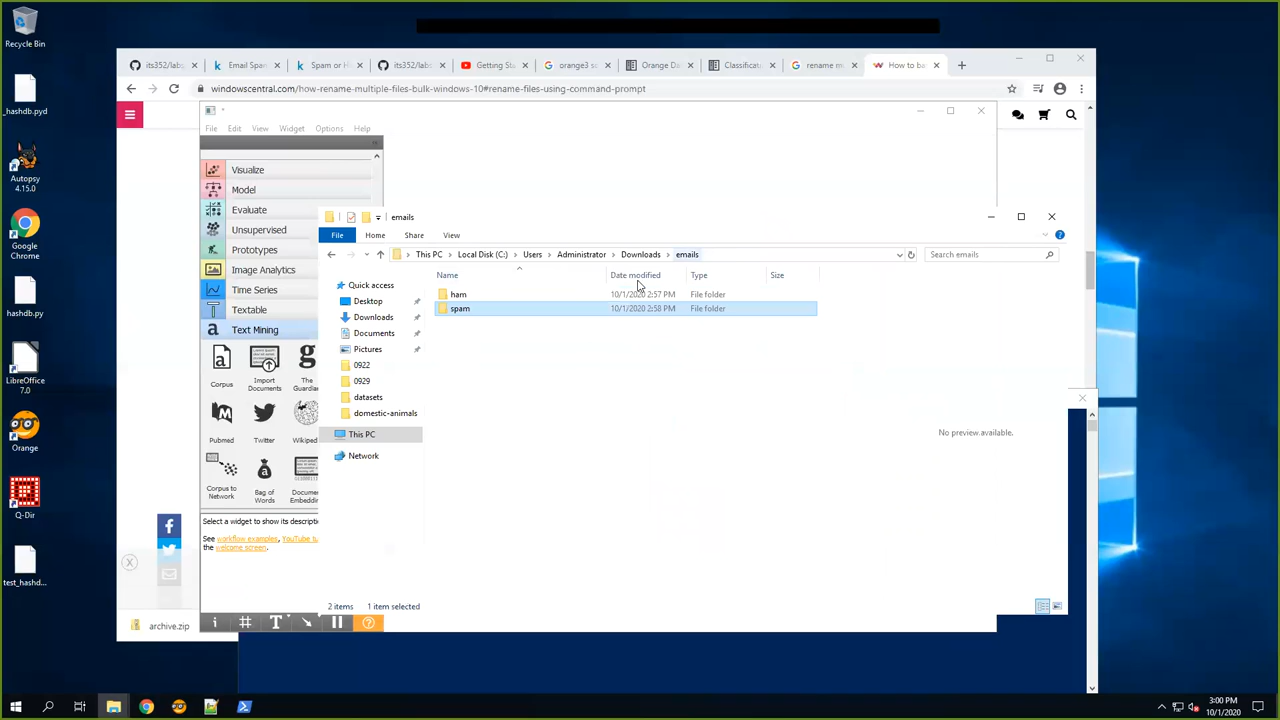 Recycle Bin
_hashdb.pyd
Autopsy
4.15.0
Google
Chrome
hashdb.py
LibreOffice
7.0
Orange
Q-Dir
test_hashd...
its352/lab:
Email Spa
Spam or H
its352/lab:
Getting Sta
orange3 sc
Orange Da
Classificat
rename mu
How to ba
windowscentral.com/how-rename-multiple-files-bulk-windows-10#rename-files-using-command-prompt
File Edit View Widget Options Help
Visualize
Model
Evaluate
Unsupervised
Prototypes
Image Analytics
Time Series
Textable
Text Mining
Corpus
Import
Documents
The
Guardia
Pubmed
Twitter
Wikiped
Corpus to
Network
Bag of
Words
Docume
Embeddi
Select a widget to show its descripti
See workflow examples, YouTube tu
the welcome screen.
emails
File Home Share View
This PC Local Disk (C:) Users Administrator Downloads emails
Search emails
Name Date modified Type Size
ham 10/1/2020 2:57 PM File folder
spam 10/1/2020 2:58 PM File folder
Quick access
Desktop
Downloads
Documents
Pictures
0922
0929
datasets
domestic-animals
This PC
Network
No preview available.
2 items 1 item selected
archive.zip
3:00 PM
10/1/2020